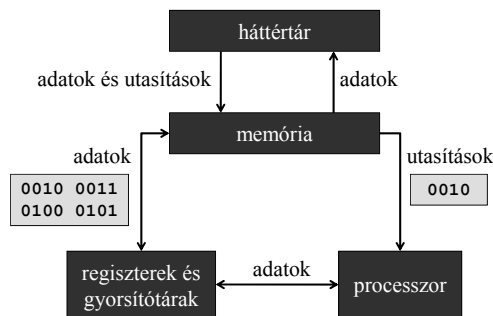 háttértár
adatok és utasítások
adatok
memória
adatok
utasítások
0010 0011
0100 0101
0010
regiszterek és
gyorsítótárak
adatok
processzor